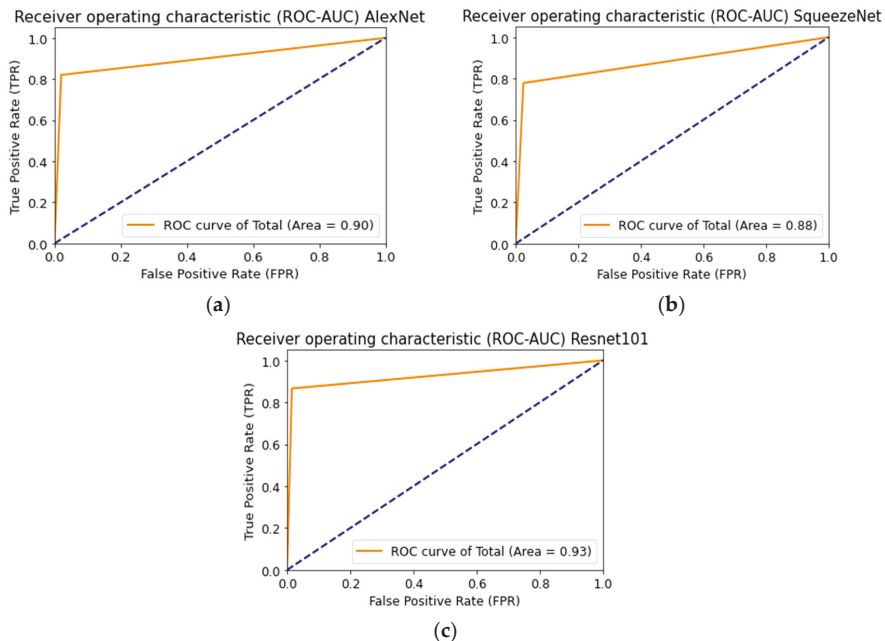 Receiver operating characteristic (ROC-AUC) AlexNet
1.0
0.8
0.6
0.4
0.2
0.0
True Positive Rate (TPR)
ROC curve of Total (Area = 0.90)
0.0 0.2 0.4 0.6 0.8 1.0
False Positive Rate (FPR)
(a)
Receiver operating characteristic (ROC-AUC) SqueezeNet
1.0
0.8
0.6
0.4
0.2
0.0
True Positive Rate (TPR)
ROC curve of Total (Area = 0.88)
0.0 0.2 0.4 0.6 0.8 1.0
False Positive Rate (FPR)
(b)
Receiver operating characteristic (ROC-AUC) Resnet101
1.0
0.8
0.6
0.4
0.2
0.0
True Positive Rate (TPR)
ROC curve of Total (Area = 0.93)
0.0 0.2 0.4 0.6 0.8 1.0
False Positive Rate (FPR)
(c)